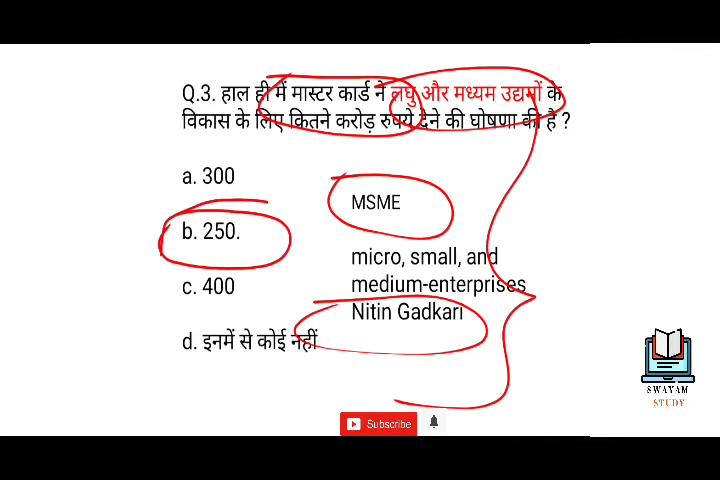 Q.3. हाल ही में मास्टर कार्ड ने लघु और मध्यम उद्यमों के
विकास के लिए कितने करोड़ रुपये देने की घोषणा की है ?
a. 300
b. 250.
c. 400
d. इनमें से कोई नहीं
MSME
micro, small, and
medium-enterprises
Nitin Gadkari
SWAYAM
STUDY
Subscribe